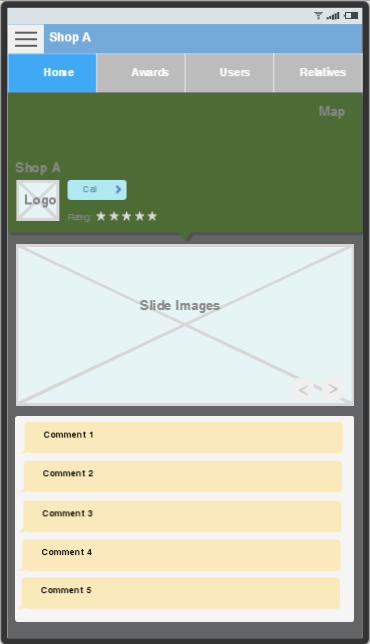 Shop A
Home
Awards
Users
Relatives
Map
Shop A
Logo
Cal
Rating:
Slide Images
< >
Comment 1
Comment 2
Comment 3
Comment 4
Comment 5